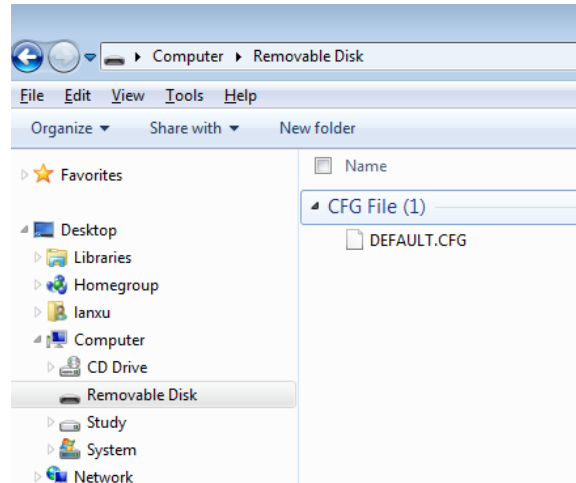 Computer Removable Disk
File Edit View Tools Help
Organize Share with New folder
Name
CFG File (1)
DEFAULT.CFG
Favorites
Desktop
Libraries
Homegroup
lanxu
Computer
CD Drive
Removable Disk
Study
System
Network